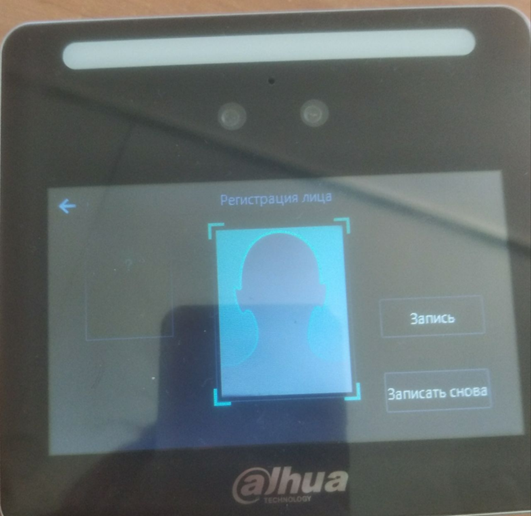 Регистрация лица
Запись
Записать снова
alhua
TECHNOLOGY